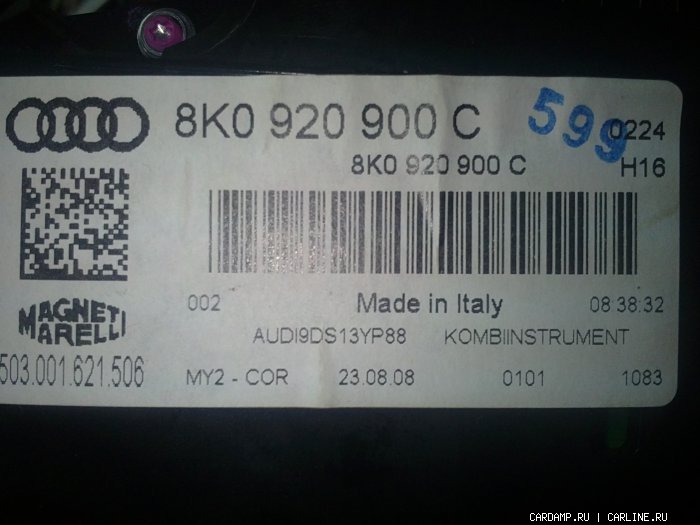 8K0 920 900 C
599
0224
8K0 920 900 C
H16
002 Made in Italy 08:38:32
MAGNETI MARELLI
AUDI9DS13YP88 KOMBIINSTRUMENT
503.001.621.506
MY2 - COR 23.08.08 0101 1083
CARDAMP.RU | CARLINE.RU